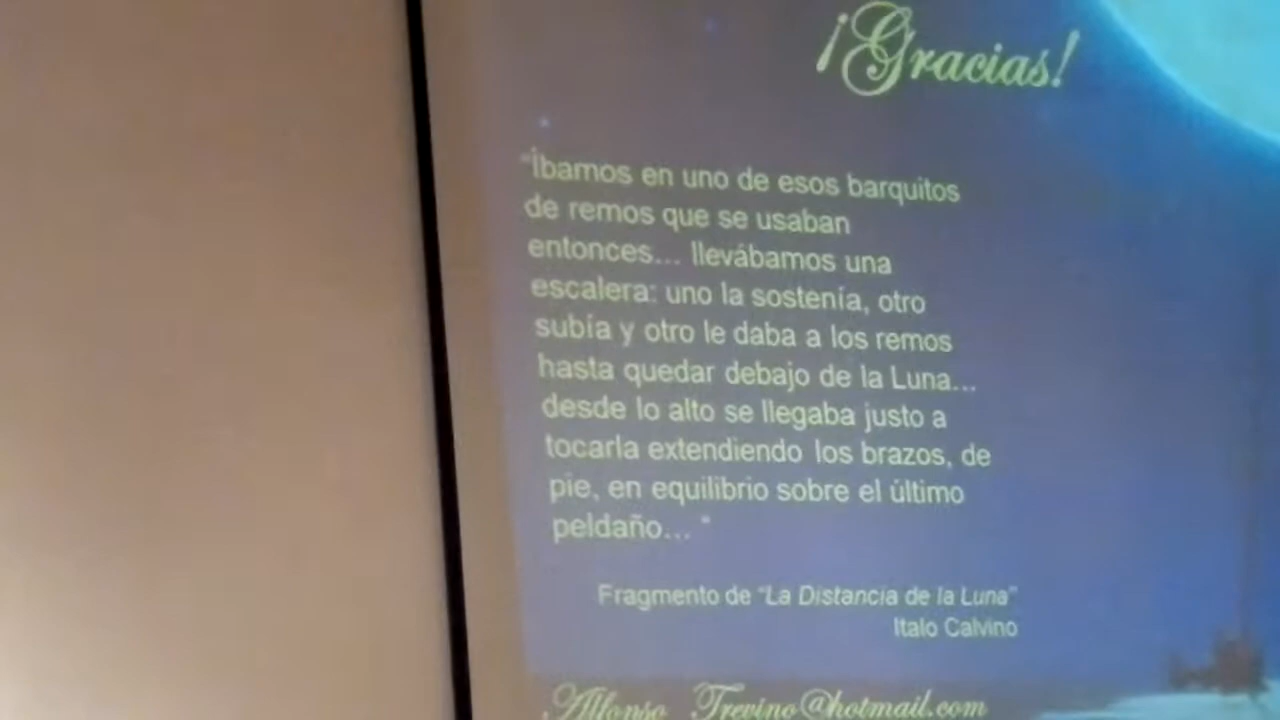 ¡Gracias!
"Íbamos en uno de esos barquitos
de remos que se usaban
entonces... llevábamos una
escalera: uno la sostenía, otro
subía y otro le daba a los remos
hasta quedar debajo de la Luna...
desde lo alto se llegaba justo a
tocarla extendiendo los brazos, de
pie, en equilibrio sobre el último
peldaño... "
Fragmento de "La Distancia de la Luna"
Italo Calvino
Alfonso_Trevino@hotmail.com